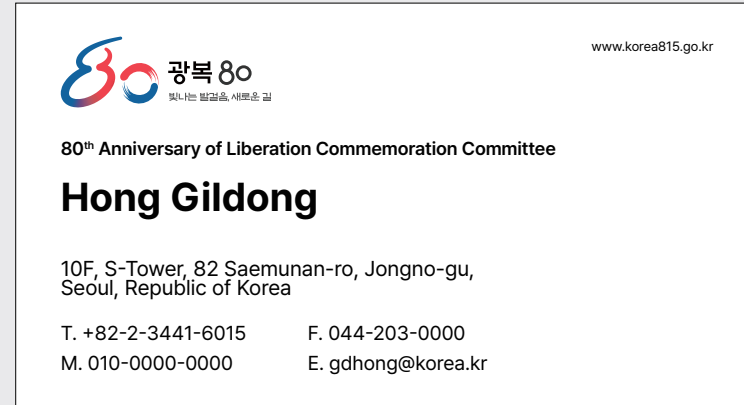 www.korea815.go.kr
80 광복 80
빛나는 발걸음, 새로운 길
80th Anniversary of Liberation Commemoration Committee
Hong Gildong
10F, S-Tower, 82 Saemunan-ro, Jongno-gu,
Seoul, Republic of Korea
T. +82-2-3441-6015 F. 044-203-0000
M. 010-0000-0000 E. gdhong@korea.kr